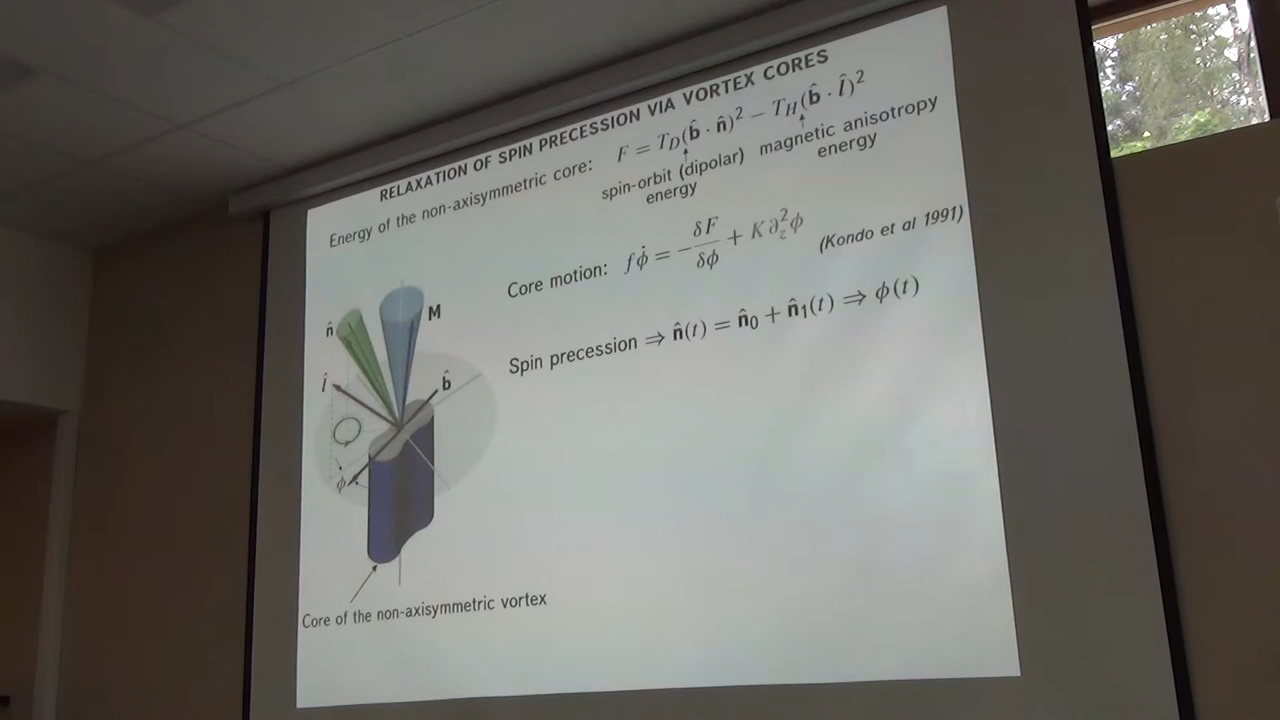 RELAXATION OF SPIN PRECESSION VIA VORTEX CORES
Energy of the non-axisymmetric core: F = T_D(b̂ · n̂)² − T_H(b̂ · l̂)²
spin-orbit (dipolar) energy
magnetic anisotropy energy
Core motion: fϕ̇ = −δF/δϕ + K∂_z²ϕ (Kondo et al 1991)
Spin precession ⇒ n̂(t) = n̂₀ + n̂₁(t) ⇒ ϕ(t)
n̂
M
l̂
b̂
ϕ
Core of the non-axisymmetric vortex